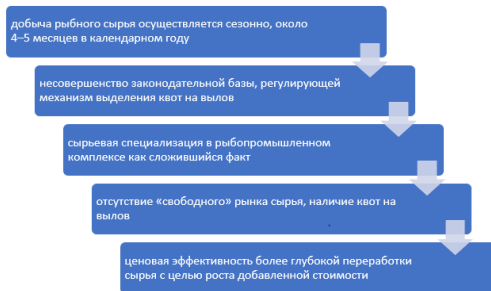 добыча рыбного сырья осуществляется сезонно, около
4–5 месяцев в календарном году
несовершенство законодательной базы, регулирующей
механизм выделения квот на вылов
сырьевая специализация в рыбопромышленном
комплексе как сложившийся факт
отсутствие «свободного» рынка сырья, наличие квот на
вылов
ценовая эффективность более глубокой переработки
сырья с целью роста добавленной стоимости